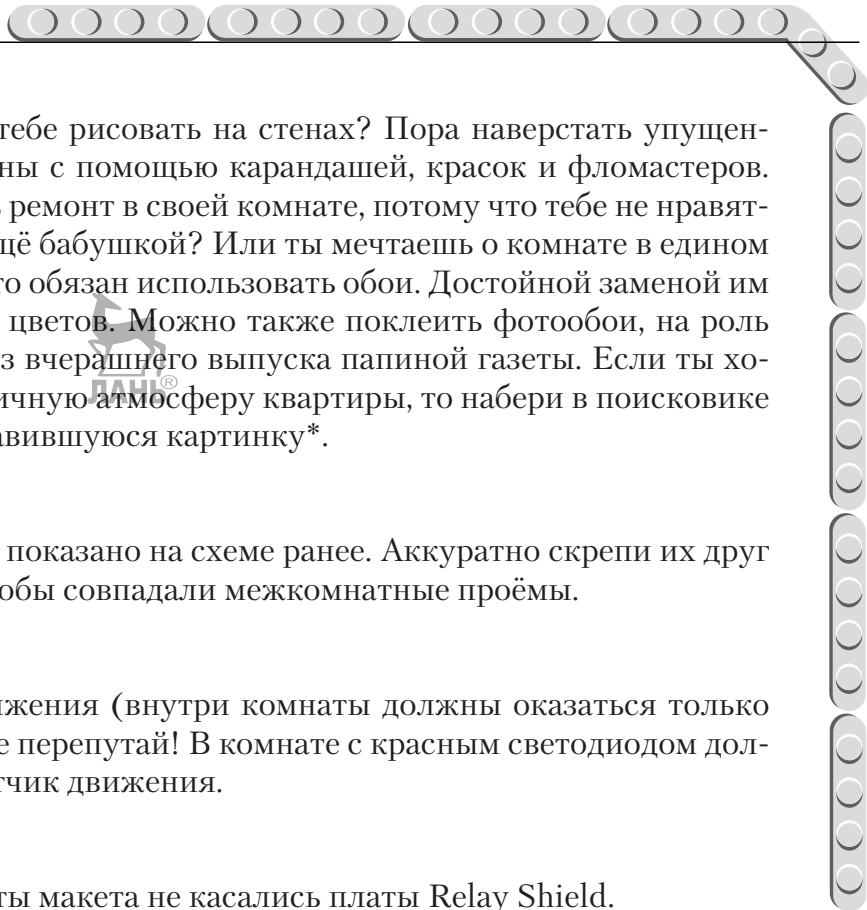 тебе рисовать на стенах? Пора наверстать упущен-
ны с помощью карандашей, красок и фломастеров.
ремонт в своей комнате, потому что тебе не нравят-
щё бабушкой? Или ты мечтаешь о комнате в едином
то обязан использовать обои. Достойной заменой им
цветов. Можно также поклеить фотообои, на роль
з вчерашнего выпуска папиной газеты. Если ты хо-
ЛАНЬ®
ичную атмосферу квартиры, то набери в поисковике
авившуюся картинку*.
показано на схеме ранее. Аккуратно скрепи их друг
обы совпадали межкомнатные проёмы.
ижения (внутри комнаты должны оказаться только
е перепутай! В комнате с красным светодиодом дол-
тчик движения.
ты макета не касались платы Relay Shield.